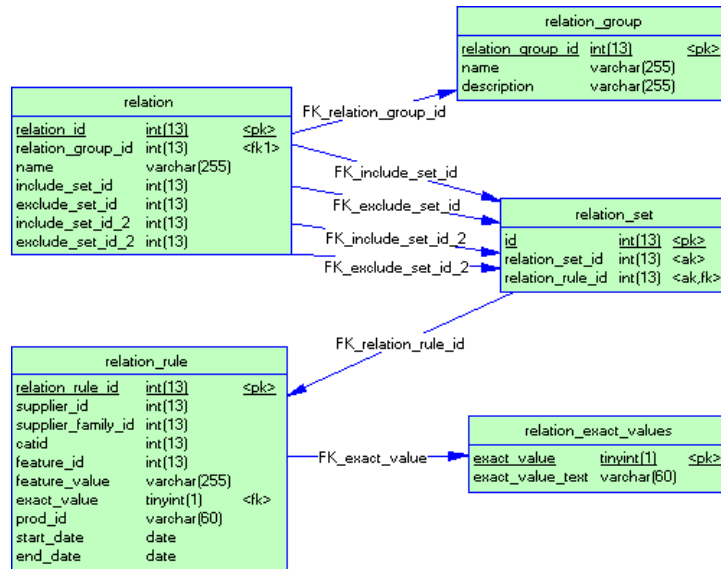 relation_group
relation_group_id int(13) <pk>
name varchar(255)
description varchar(255)
relation
relation_id int(13) <pk>
relation_group_id int(13) <fk1>
name varchar(255)
include_set_id int(13)
exclude_set_id int(13)
include_set_id_2 int(13)
exclude_set_id_2 int(13)
FK_relation_group_id
FK_include_set_id
FK_exclude_set_id
FK_include_set_id_2
FK_exclude_set_id_2
relation_set
id int(13) <pk>
relation_set_id int(13) <ak>
relation_rule_id int(13) <ak,fk>
FK_relation_rule_id
relation_rule
relation_rule_id int(13) <pk>
supplier_id int(13)
supplier_family_id int(13)
catid int(13)
feature_id int(13)
feature_value varchar(255)
exact_value tinyint(1) <fk>
prod_id varchar(60)
start_date date
end_date date
FK_exact_value
relation_exact_values
exact_value tinyint(1) <pk>
exact_value_text varchar(60)